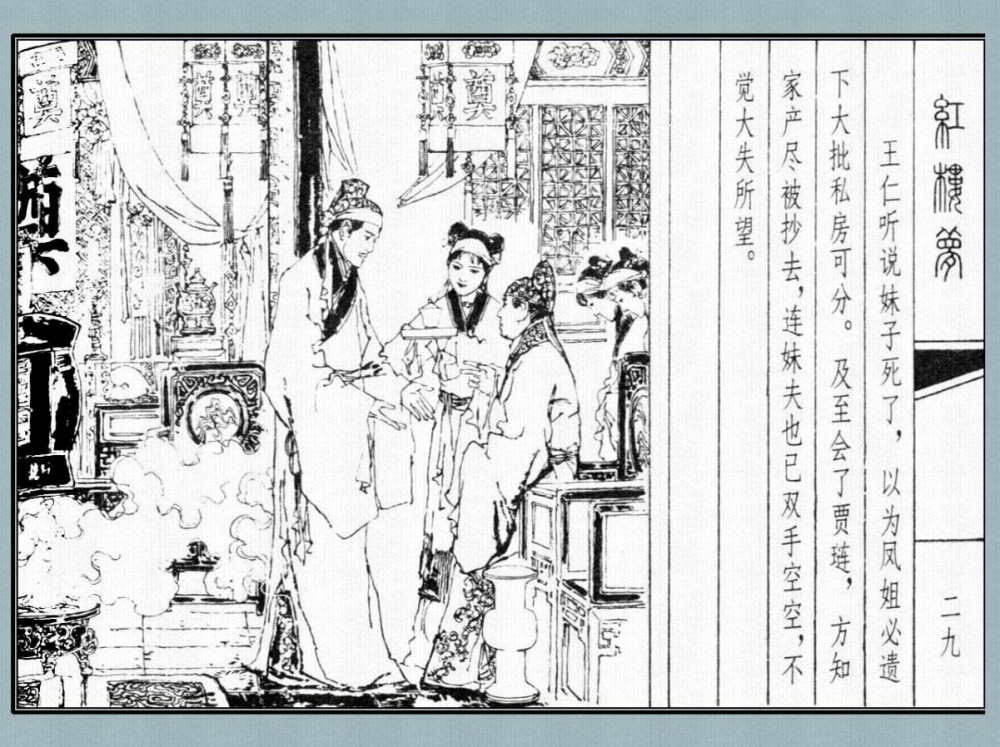 红楼梦
二九
王仁听说妹子死了，以为凤姐必遗
下大批私房可分。及至会了贾琏，方知
家产尽被抄去，连妹夫也已双手空空，不
觉大失所望。
奠
奠
奠
奠
奠